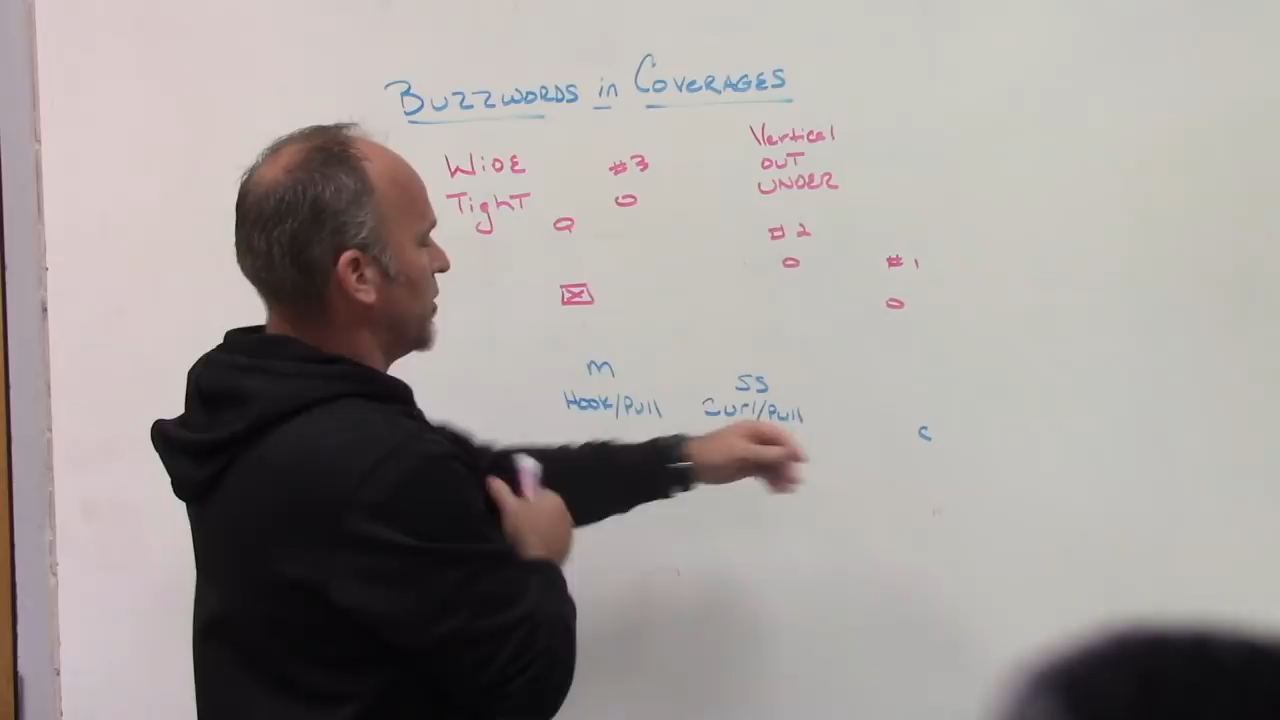 BUZZWORDS in COVERAGES
WIDE
TighT
#3
Vertical
OUT
UNDER
#2
#1
M
Hook/Pull
SS
Curl/Pull
C